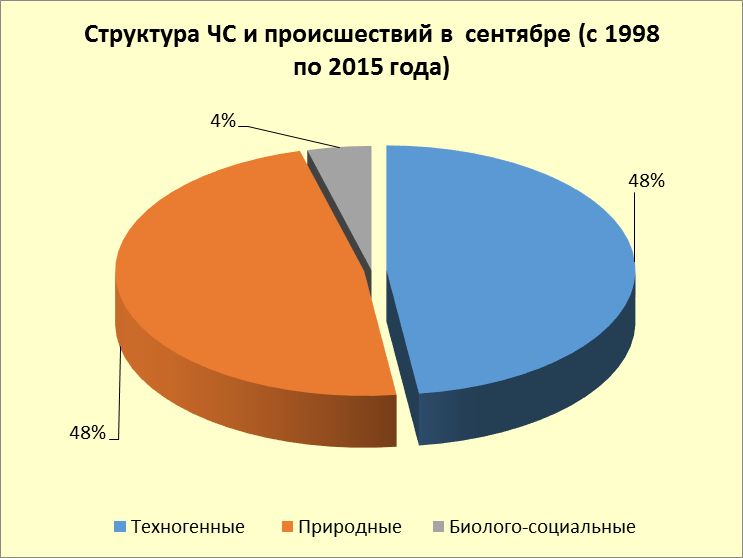 Структура ЧС и происшествий в сентябре (с 1998
по 2015 года)
4%
48%
48%
Техногенные
Природные
Биолого-социальные